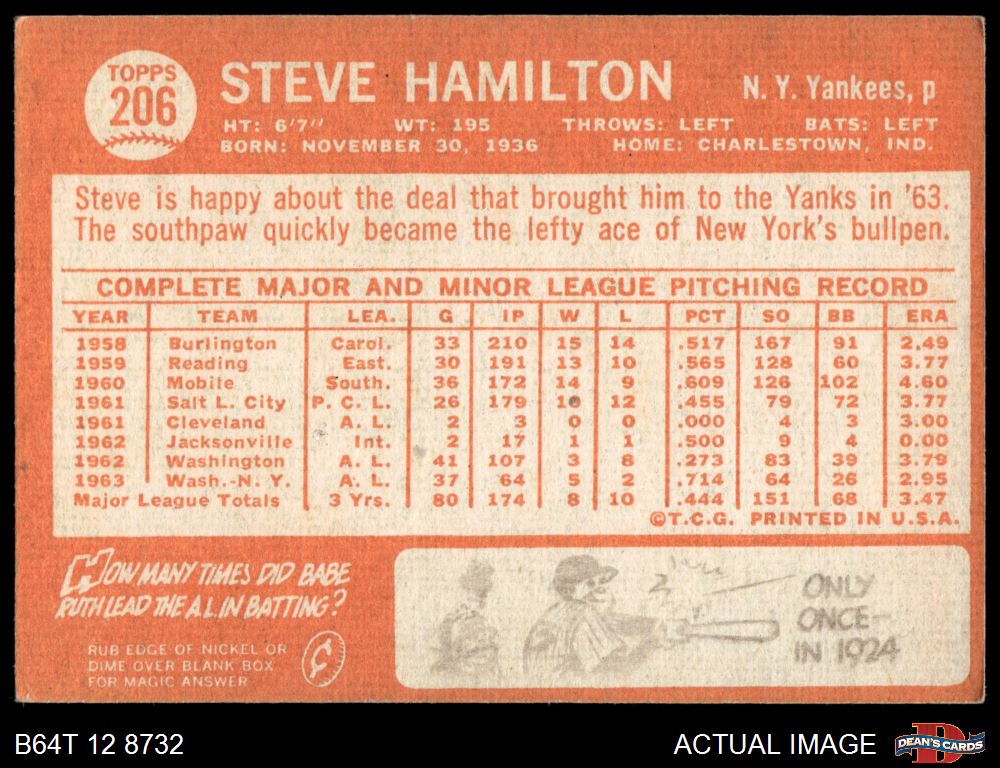 TOPPS
206
STEVE HAMILTON
N. Y. Yankees, p
HT: 6'7" WT: 195 THROWS: LEFT BATS: LEFT
BORN: NOVEMBER 30, 1936 HOME: CHARLESTOWN, IND.
Steve is happy about the deal that brought him to the Yanks in '63.
The southpaw quickly became the lefty ace of New York's bullpen.
COMPLETE MAJOR AND MINOR LEAGUE PITCHING RECORD
YEAR TEAM LEA. G IP W L PCT SO BB ERA
1958 Burlington Carol. 33 210 15 14 .517 167 91 2.49
1959 Reading East. 30 191 13 10 .565 128 60 3.77
1960 Mobile South. 36 172 14 9 .609 126 102 4.60
1961 Salt L. City P. C. L. 26 179 10 12 .455 79 72 3.77
1961 Cleveland A. L. 2 3 0 0 .000 4 3 3.00
1962 Jacksonville Int. 2 17 1 1 .500 9 4 0.00
1962 Washington A. L. 41 107 3 8 .273 83 39 3.79
1963 Wash.-N. Y. A. L. 37 64 5 2 .714 64 26 2.95
Major League Totals 3 Yrs. 80 174 8 10 .444 151 68 3.47
©T.C.G. PRINTED IN U.S.A.
HOW MANY TIMES DID BABE
RUTH LEAD THE A.L. IN BATTING?
RUB EDGE OF NICKEL OR
DIME OVER BLANK BOX
FOR MAGIC ANSWER
ONLY
ONCE-
IN 1924
B64T 12 8732
ACTUAL IMAGE
DEAN'S CARDS